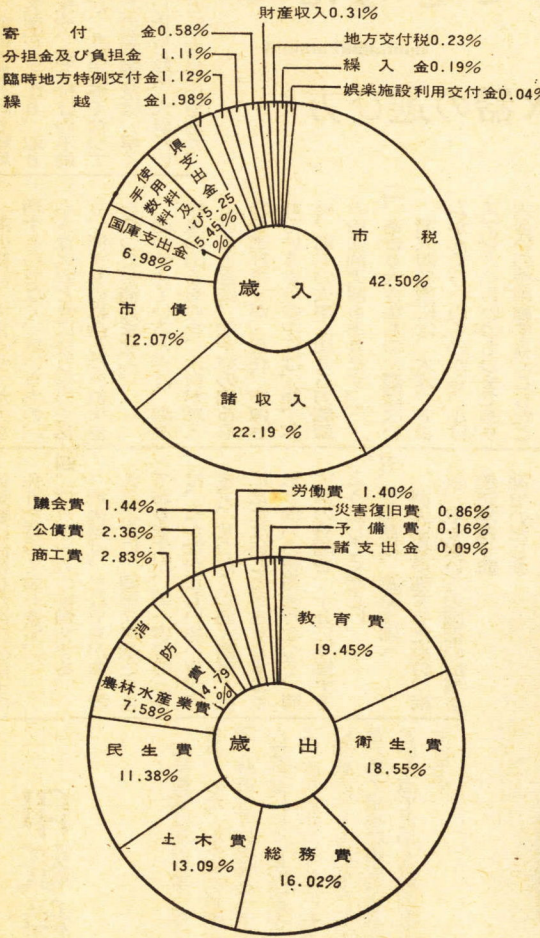 財産収入0.31%
寄付金0.58%
地方交付税0.23%
分担金及び負担金 1.11%
繰入金0.19%
臨時地方特例交付金1.12%
娯楽施設利用交付金0.04%
繰越金1.98%
県支出金
5.25%
使用料及び
手数料
5.45%
国庫支出金
6.98%
市税
42.50%
歳入
市債
12.07%
諸収入
22.19 %
労働費 1.40%
議会費 1.44%
災害復旧費 0.86%
公債費 2.36%
予備費 0.16%
商工費 2.83%
諸支出金 0.09%
教育費
19.45%
消防費
4.79%
農林水産業費
7.58%
歳出
衛生費
18.55%
民生費
11.38%
土木費
13.09%
総務費
16.02%